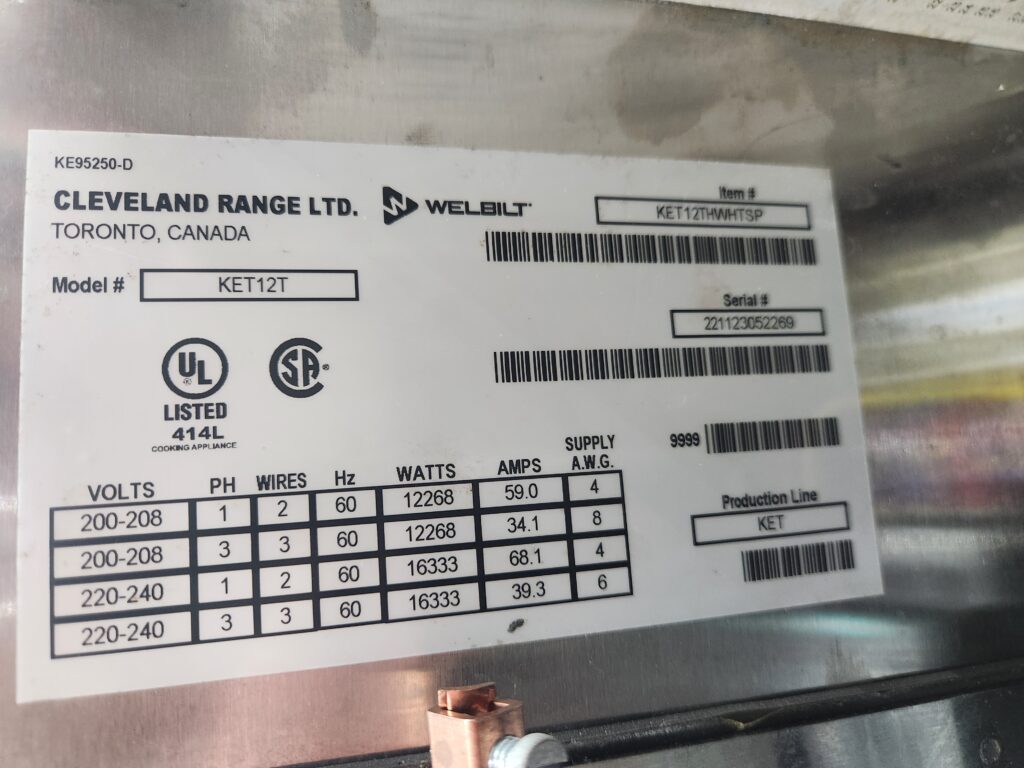 KE95250-D
CLEVELAND RANGE LTD.
TORONTO, CANADA
WELBILT
Item #
KET12THWHTSP
Model #
KET12T
Serial #
221123052269
UL
LISTED
414L
COOKING APPLIANCE
SA
9999
Production Line
KET
VOLTS PH WIRES Hz WATTS AMPS SUPPLY A.W.G.
200-208 1 2 60 12268 59.0 4
200-208 3 3 60 12268 34.1 8
220-240 1 2 60 16333 68.1 4
220-240 3 3 60 16333 39.3 6